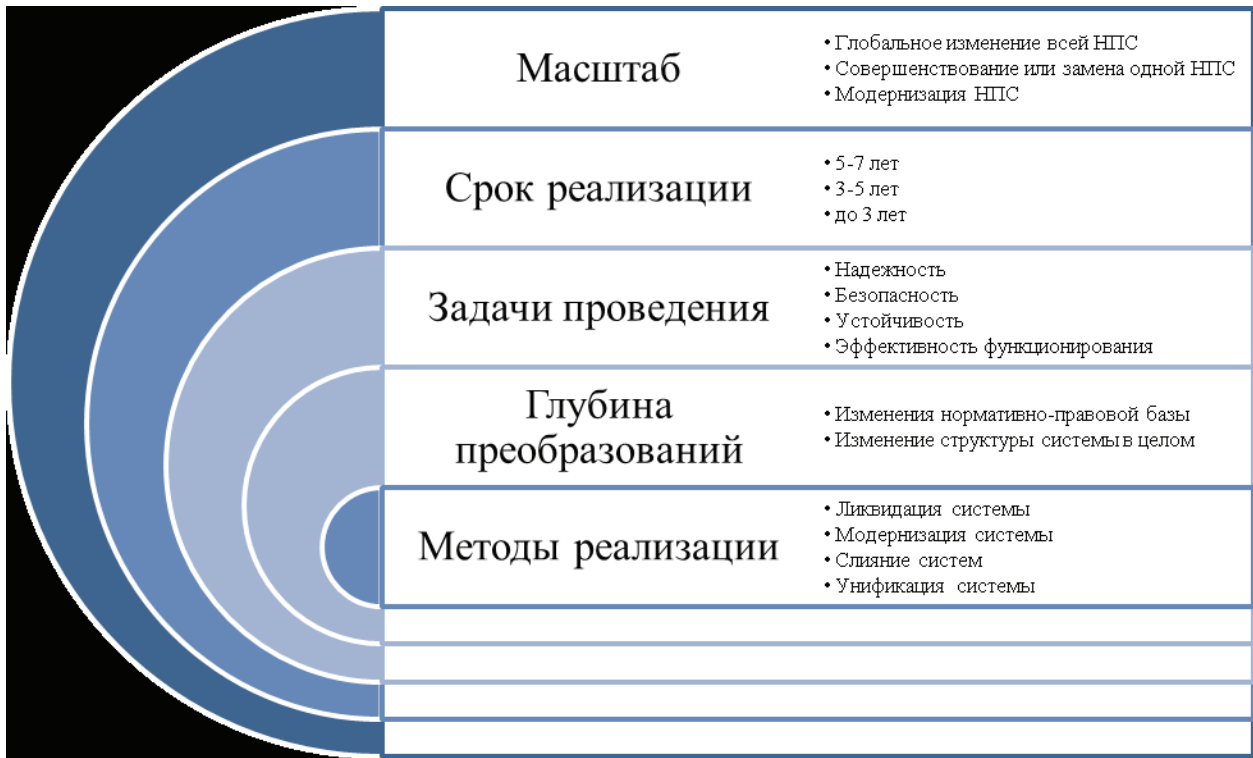 Масштаб
• Глобальное изменение всей НПС
• Совершенствование или замена одной НПС
• Модернизация НПС
Срок реализации
• 5-7 лет
• 3-5 лет
• до 3 лет
Задачи проведения
• Надежность
• Безопасность
• Устойчивость
• Эффективность функционирования
Глубина
преобразований
• Изменения нормативно-правовой базы
• Изменение структуры системы в целом
Методы реализации
• Ликвидация системы
• Модернизация системы
• Слияние систем
• Унификация системы